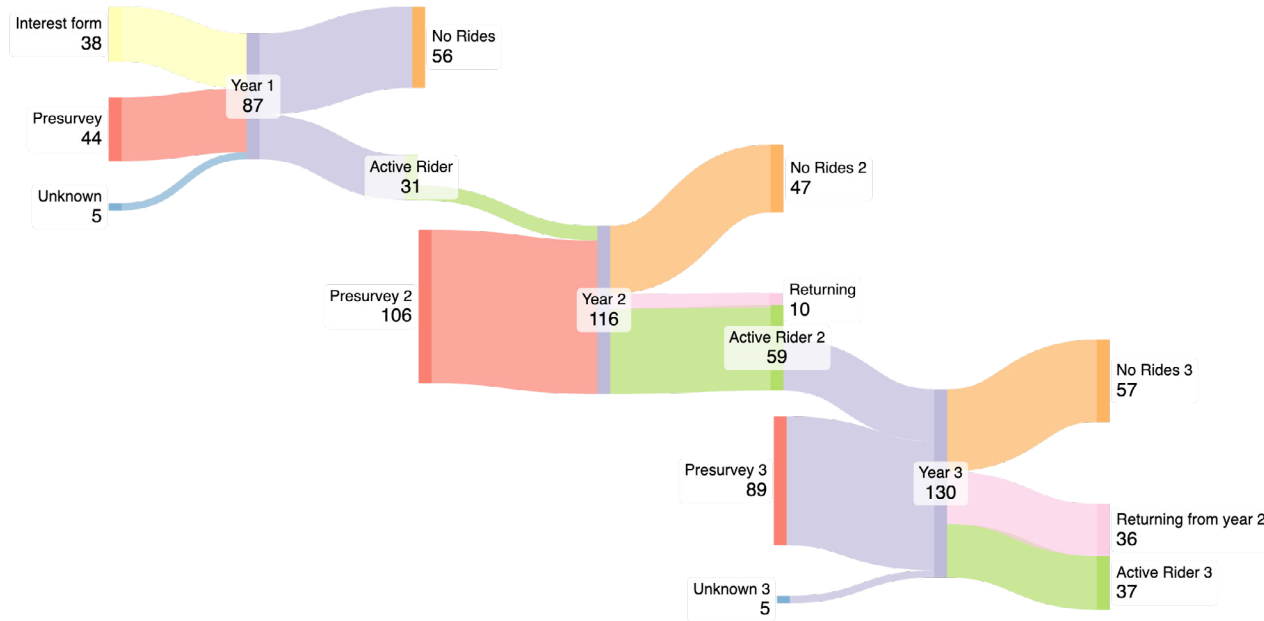 Interest form
38
Presurvey
44
Unknown
5
Year 1
87
No Rides
56
Active Rider
31
Presurvey 2
106
Year 2
116
No Rides 2
47
Returning
10
Active Rider 2
59
Presurvey 3
89
Unknown 3
5
Year 3
130
No Rides 3
57
Returning from year 2
36
Active Rider 3
37